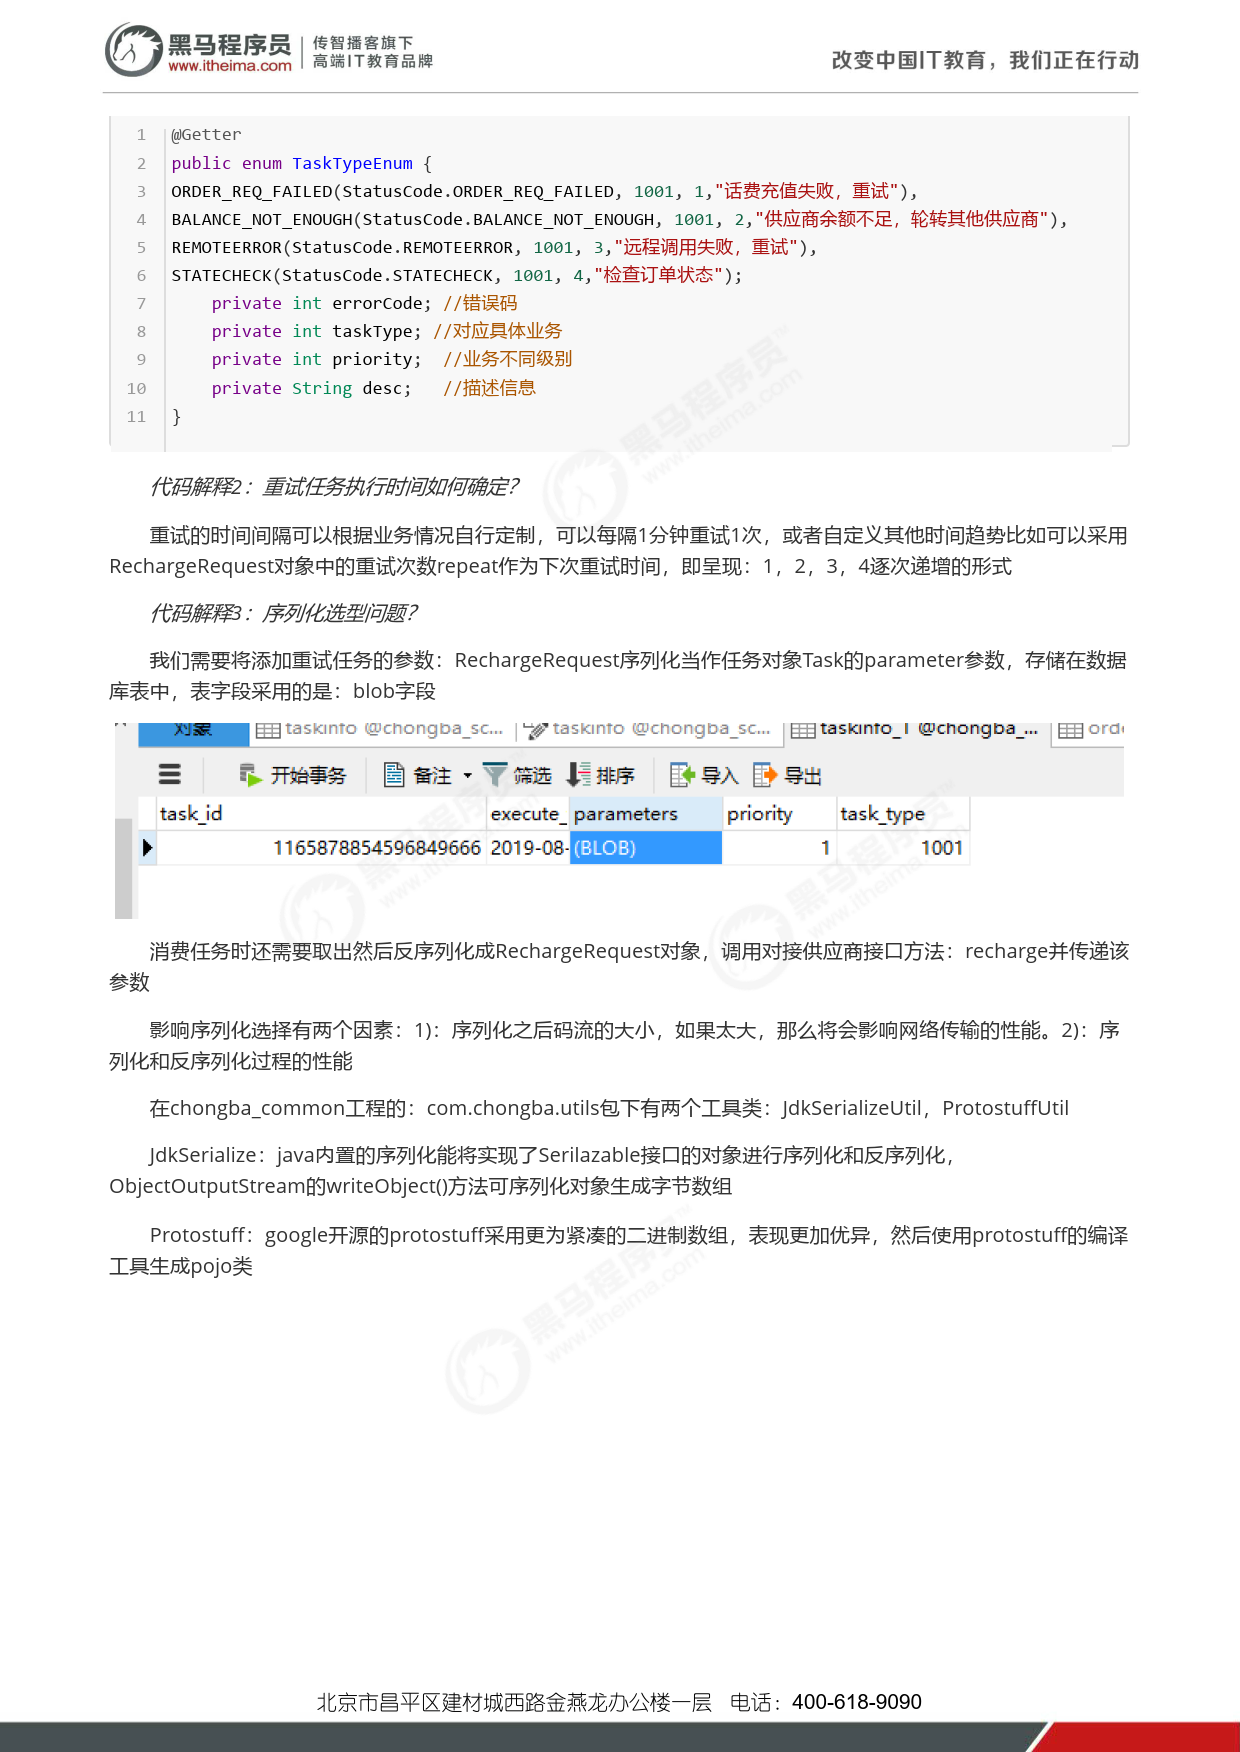 黑马程序员
www.itheima.com
传智播客旗下
高端IT教育品牌
改变中国IT教育，我们正在行动
1 @Getter
2 public enum TaskTypeEnum {
3 ORDER_REQ_FAILED(StatusCode.ORDER_REQ_FAILED, 1001, 1,"话费充值失败，重试"),
4 BALANCE_NOT_ENOUGH(StatusCode.BALANCE_NOT_ENOUGH, 1001, 2,"供应商余额不足，轮转其他供应商"),
5 REMOTEERROR(StatusCode.REMOTEERROR, 1001, 3,"远程调用失败，重试"),
6 STATECHECK(StatusCode.STATECHECK, 1001, 4,"检查订单状态");
7 private int errorCode; //错误码
8 private int taskType; //对应具体业务
9 private int priority; //业务不同级别
10 private String desc; //描述信息
11 }
代码解释2：重试任务执行时间如何确定？
重试的时间间隔可以根据业务情况自行定制，可以每隔1分钟重试1次，或者自定义其他时间趋势比如可以采用
RechargeRequest对象中的重试次数repeat作为下次重试时间，即呈现：1，2，3，4逐次递增的形式
代码解释3：序列化选型问题？
我们需要将添加重试任务的参数：RechargeRequest序列化当作任务对象Task的parameter参数，存储在数据
库表中，表字段采用的是：blob字段
对象 taskinfo @chongba_sc... taskinfo @chongba_sc... taskinfo_1 @chongba_... orde
开始事务 备注 筛选 排序 导入 导出
task_id execute_ parameters priority task_type
1165878854596849666 2019-08- (BLOB) 1 1001
消费任务时还需要取出然后反序列化成RechargeRequest对象，调用对接供应商接口方法：recharge并传递该
参数
影响序列化选择有两个因素：1)：序列化之后码流的大小，如果太大，那么将会影响网络传输的性能。2)：序
列化和反序列化过程的性能
在chongba_common工程的：com.chongba.utils包下有两个工具类：JdkSerializeUtil，ProtostuffUtil
JdkSerialize：java内置的序列化能将实现了Serilazable接口的对象进行序列化和反序列化，
ObjectOutputStream的writeObject()方法可序列化对象生成字节数组
Protostuff：google开源的protostuff采用更为紧凑的二进制数组，表现更加优异，然后使用protostuff的编译
工具生成pojo类
北京市昌平区建材城西路金燕龙办公楼一层 电话：400-618-9090